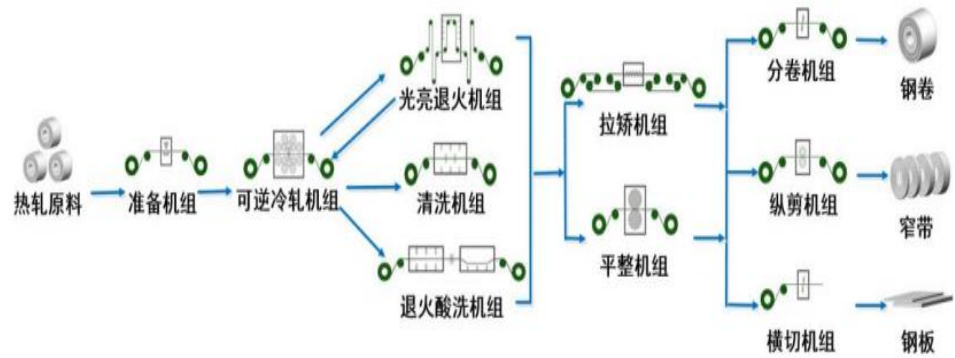 热轧原料
准备机组
可逆冷轧机组
光亮退火机组
清洗机组
退火酸洗机组
拉矫机组
平整机组
分卷机组
钢卷
纵剪机组
窄带
横切机组
钢板